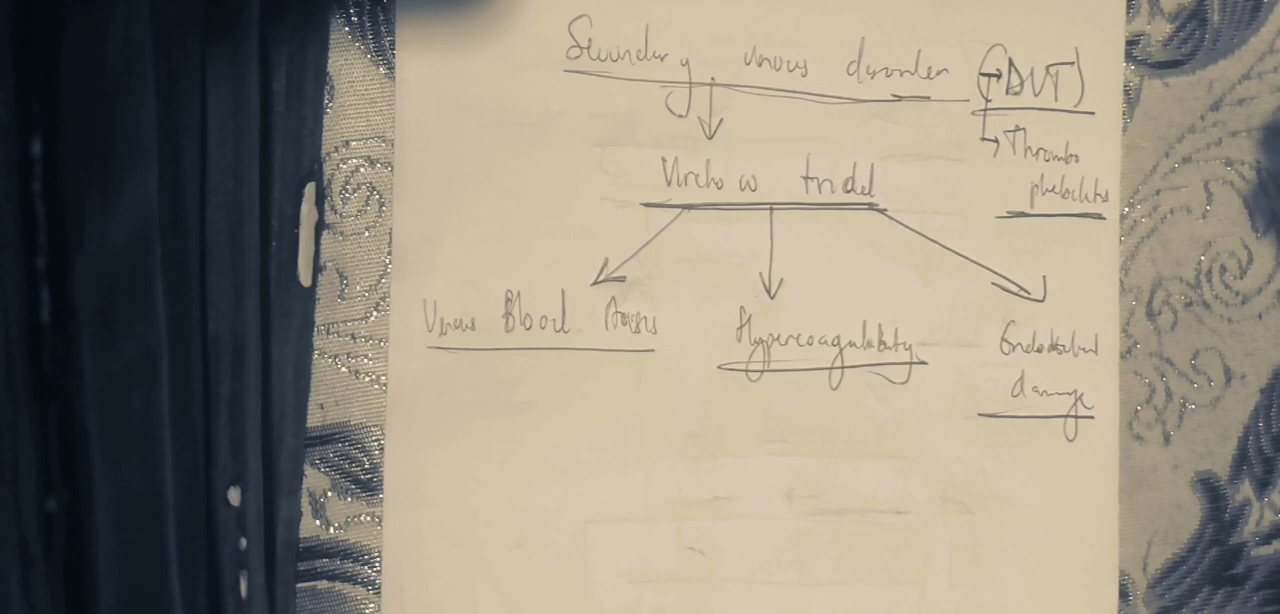 Secondary venous disorder (→ DVT)
→ Thrombo
phlebitis
Virchow triad
Venous Blood Stasis
Hypercoagulability
Endothelial
damage